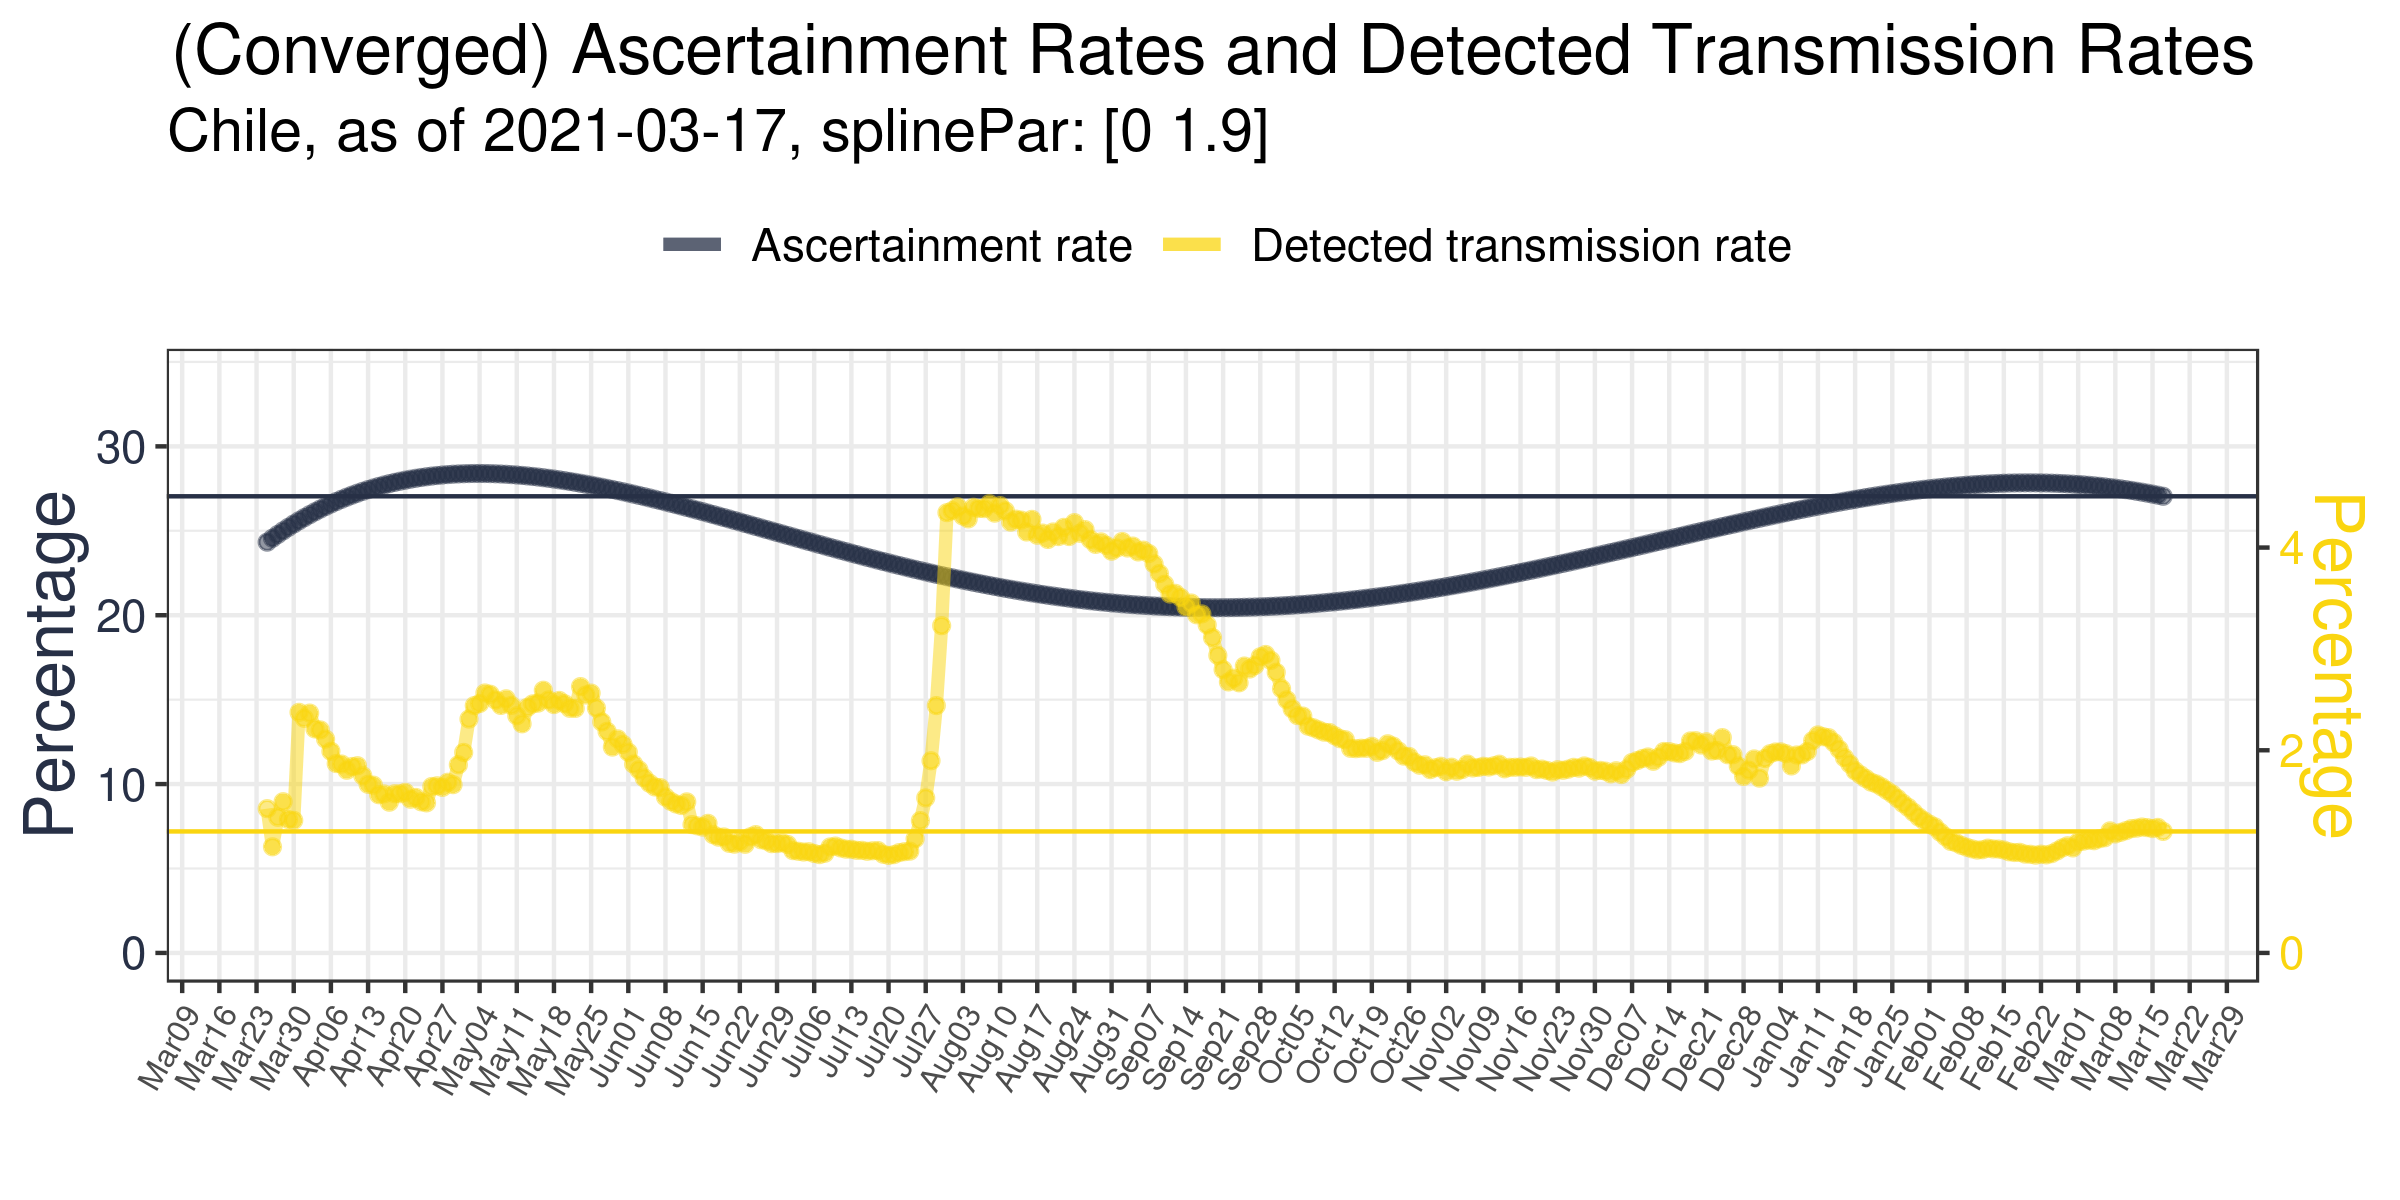 (Converged) Ascertainment Rates and Detected Transmission Rates
Chile, as of 2021-03-17, splinePar: [0 1.9]
Ascertainment rate
Detected transmission rate
Percentage
30
20
10
0
Percentage
4
2
0
Mar09
Mar16
Mar23
Mar30
Apr06
Apr13
Apr20
Apr27
May04
May11
May18
May25
Jun01
Jun08
Jun15
Jun22
Jun29
Jul06
Jul13
Jul20
Jul27
Aug03
Aug10
Aug17
Aug24
Aug31
Sep07
Sep14
Sep21
Sep28
Oct05
Oct12
Oct19
Oct26
Nov02
Nov09
Nov16
Nov23
Nov30
Dec07
Dec14
Dec21
Dec28
Jan04
Jan11
Jan18
Jan25
Feb01
Feb08
Feb15
Feb22
Mar01
Mar08
Mar15
Mar22
Mar29